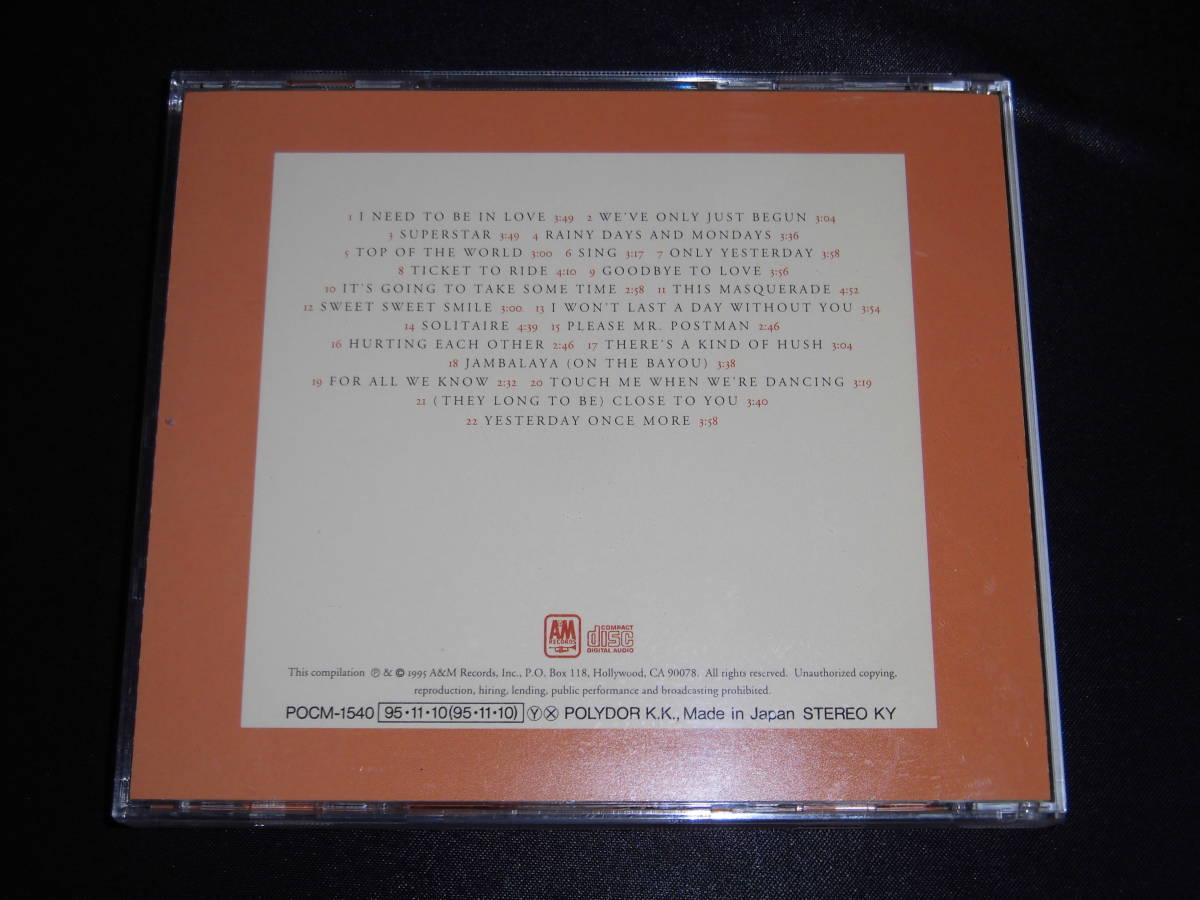 1 I NEED TO BE IN LOVE 3:49 2 WE'VE ONLY JUST BEGUN 3:04
3 SUPERSTAR 3:49 4 RAINY DAYS AND MONDAYS 3:36
5 TOP OF THE WORLD 3:00 6 SING 3:17 7 ONLY YESTERDAY 3:58
8 TICKET TO RIDE 4:10 9 GOODBYE TO LOVE 3:56
10 IT'S GOING TO TAKE SOME TIME 2:58 11 THIS MASQUERADE 4:52
12 SWEET SWEET SMILE 3:00 13 I WON'T LAST A DAY WITHOUT YOU 3:54
14 SOLITAIRE 4:39 15 PLEASE MR. POSTMAN 2:46
16 HURTING EACH OTHER 2:46 17 THERE'S A KIND OF HUSH 3:04
18 JAMBALAYA (ON THE BAYOU) 3:38
19 FOR ALL WE KNOW 2:32 20 TOUCH ME WHEN WE'RE DANCING 3:19
21 (THEY LONG TO BE) CLOSE TO YOU 3:40
22 YESTERDAY ONCE MORE 3:58
A&M RECORDS
COMPACT disc DIGITAL AUDIO
This compilation ℗ & © 1995 A&M Records, Inc., P.O. Box 118, Hollywood, CA 90078. All rights reserved. Unauthorized copying,
reproduction, hiring, lending, public performance and broadcasting prohibited.
POCM-1540 95·11·10(95·11·10) Ⓨ Ⓧ POLYDOR K.K., Made in Japan STEREO KY